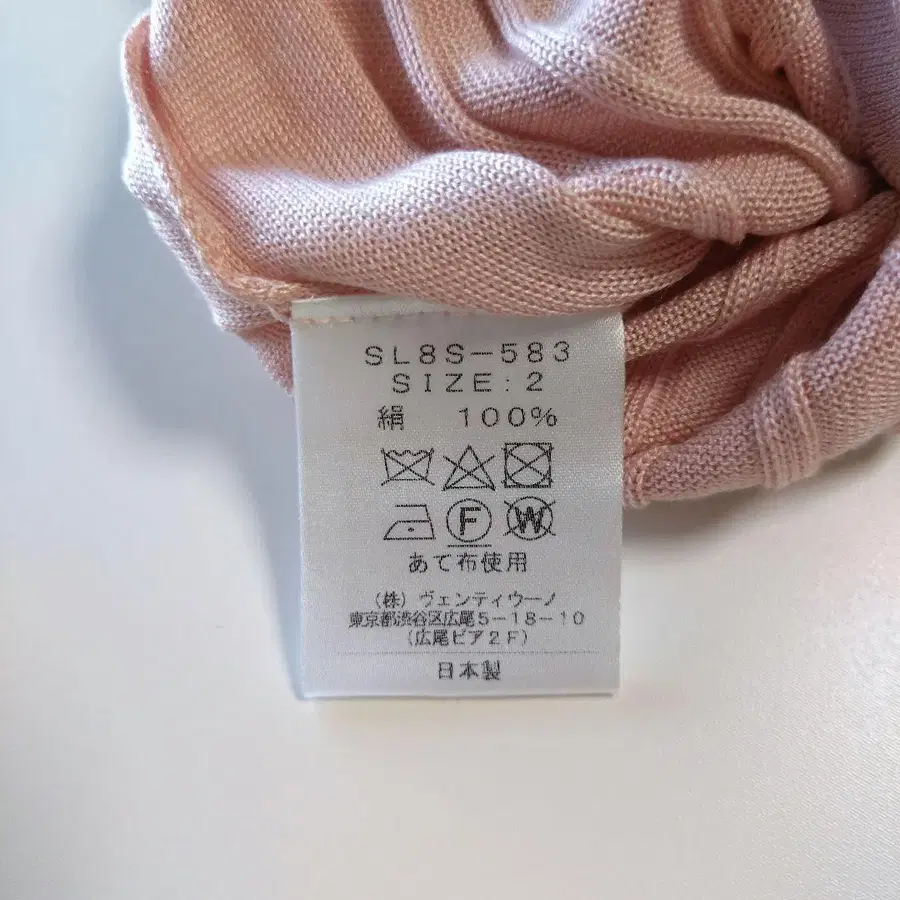 SL8S-583
SIZE:2
絹 100%
F W
あて布使用
(株)ヴェンティウーノ
東京都渋谷区広尾5-18-10
(広尾ピア2F)
日本製